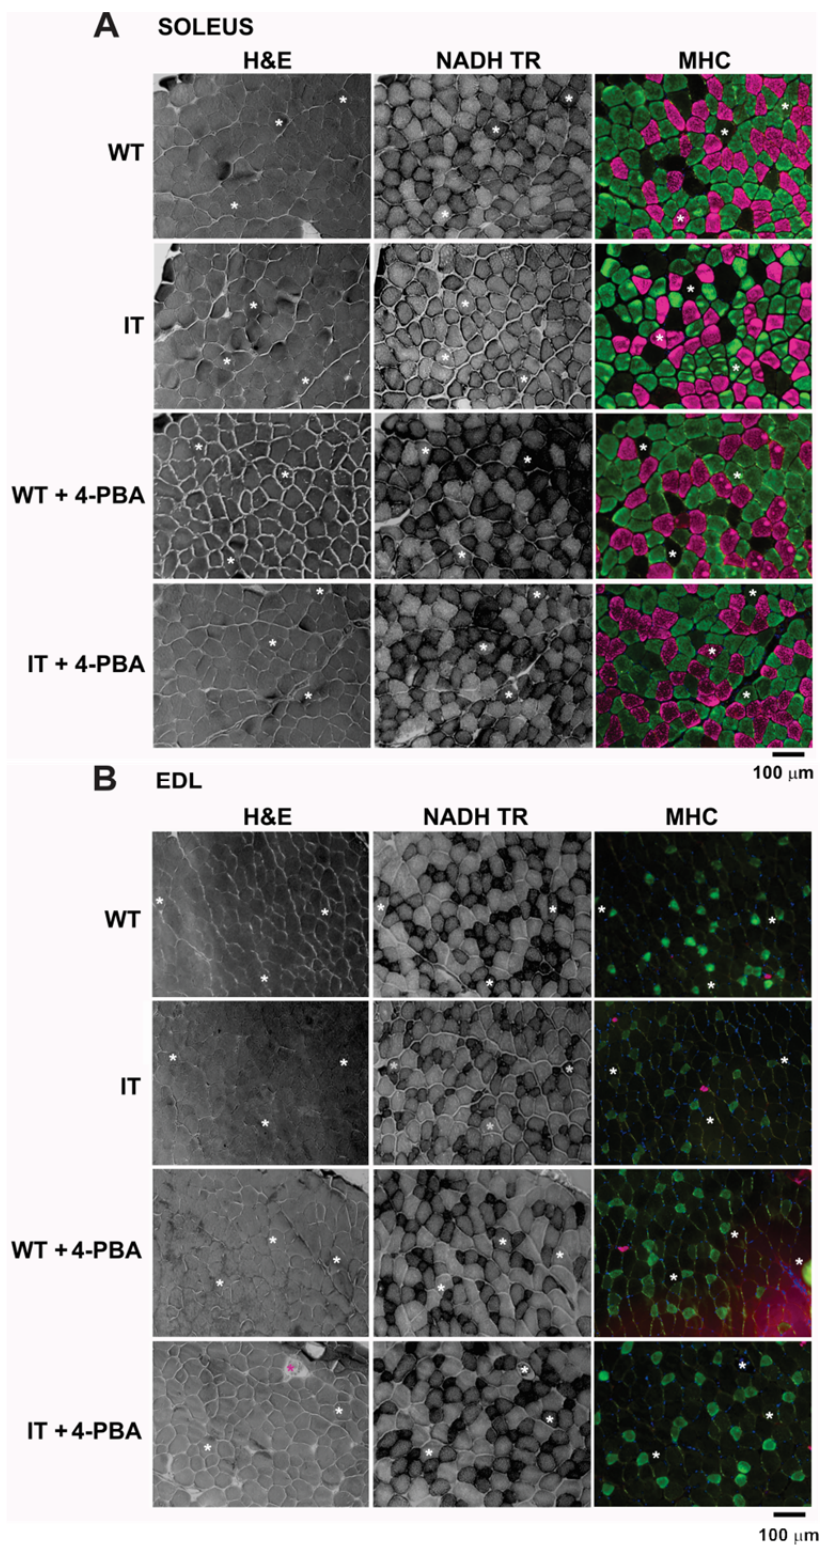 A SOLEUS
H&E NADH TR MHC
WT
IT
WT + 4-PBA
IT + 4-PBA
100 μm
B EDL
H&E NADH TR MHC
WT
IT
WT + 4-PBA
IT + 4-PBA
100 μm